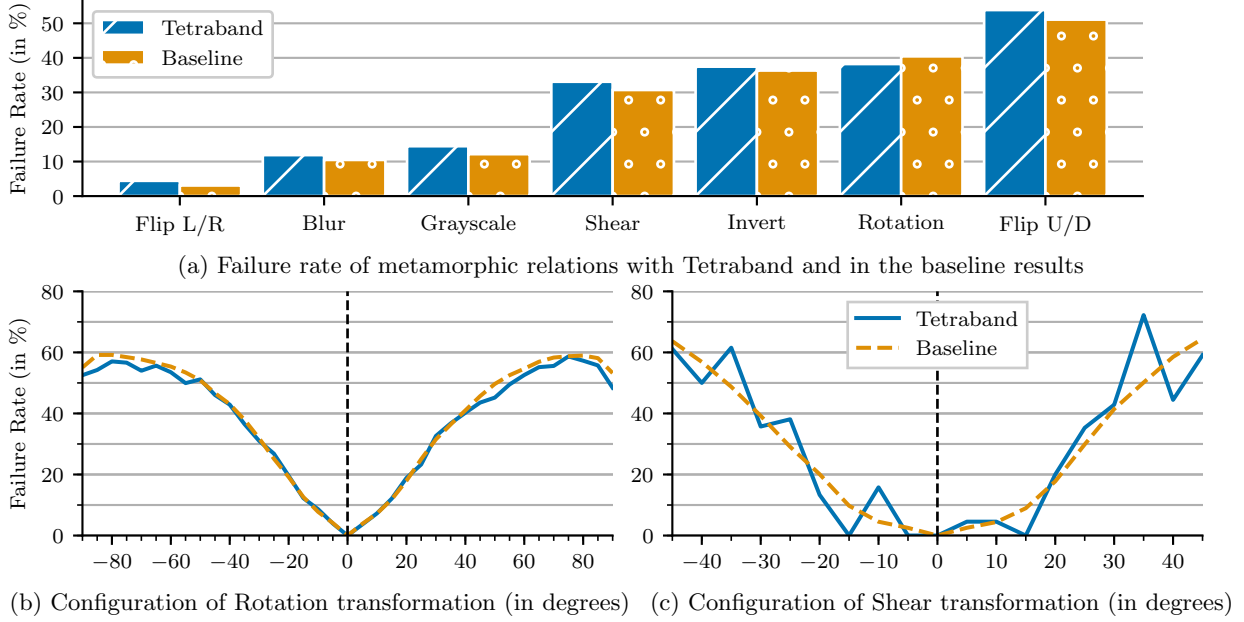 Failure Rate (in %)
50
40
30
20
10
0
Tetraband
Baseline
Flip L/R Blur Grayscale Shear Invert Rotation Flip U/D
(a) Failure rate of metamorphic relations with Tetraband and in the baseline results
Failure Rate (in %)
80
60
40
20
0
−80 −60 −40 −20 0 20 40 60 80
(b) Configuration of Rotation transformation (in degrees)
80
60
40
20
0
Tetraband
Baseline
−40 −30 −20 −10 0 10 20 30 40
(c) Configuration of Shear transformation (in degrees)